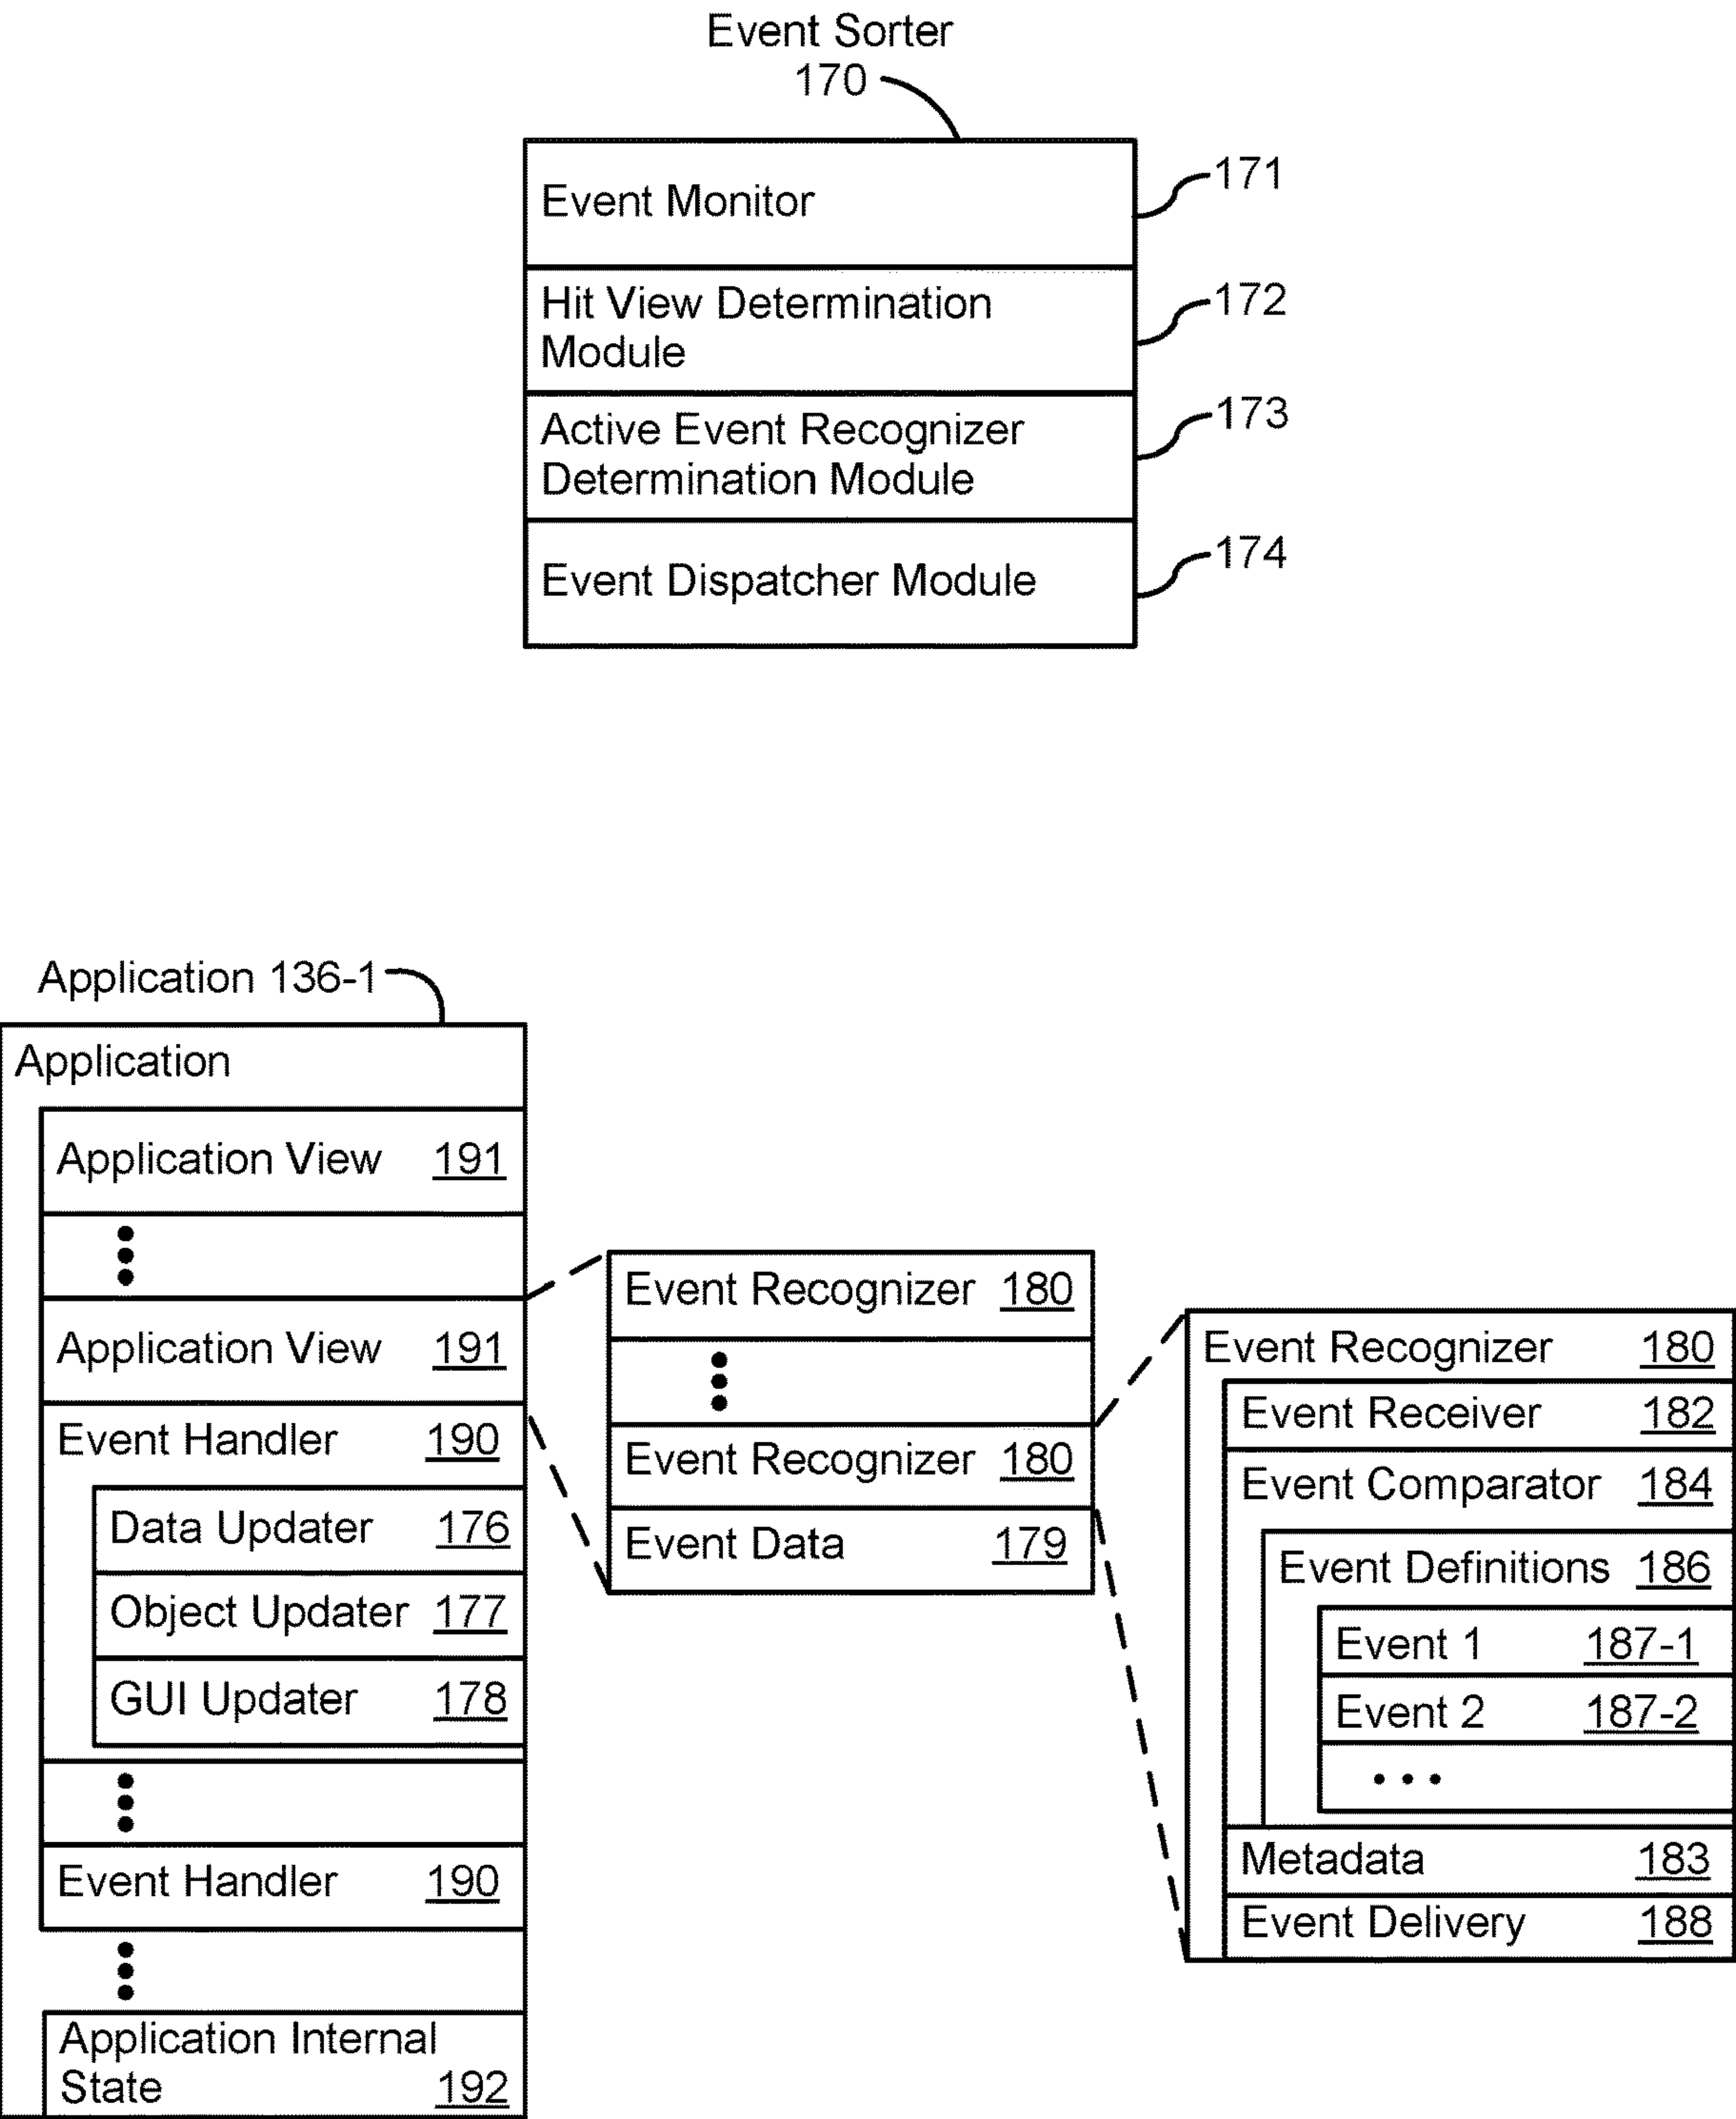 Event Sorter
170
Event Monitor
171
Hit View Determination
Module
172
Active Event Recognizer
Determination Module
173
Event Dispatcher Module
174
Application 136-1
Application
Application View 191
Application View 191
Event Handler 190
Data Updater 176
Object Updater 177
GUI Updater 178
Event Handler 190
Application Internal
State 192
Event Recognizer 180
Event Recognizer 180
Event Data 179
Event Recognizer 180
Event Receiver 182
Event Comparator 184
Event Definitions 186
Event 1 187-1
Event 2 187-2
• • •
Metadata 183
Event Delivery 188